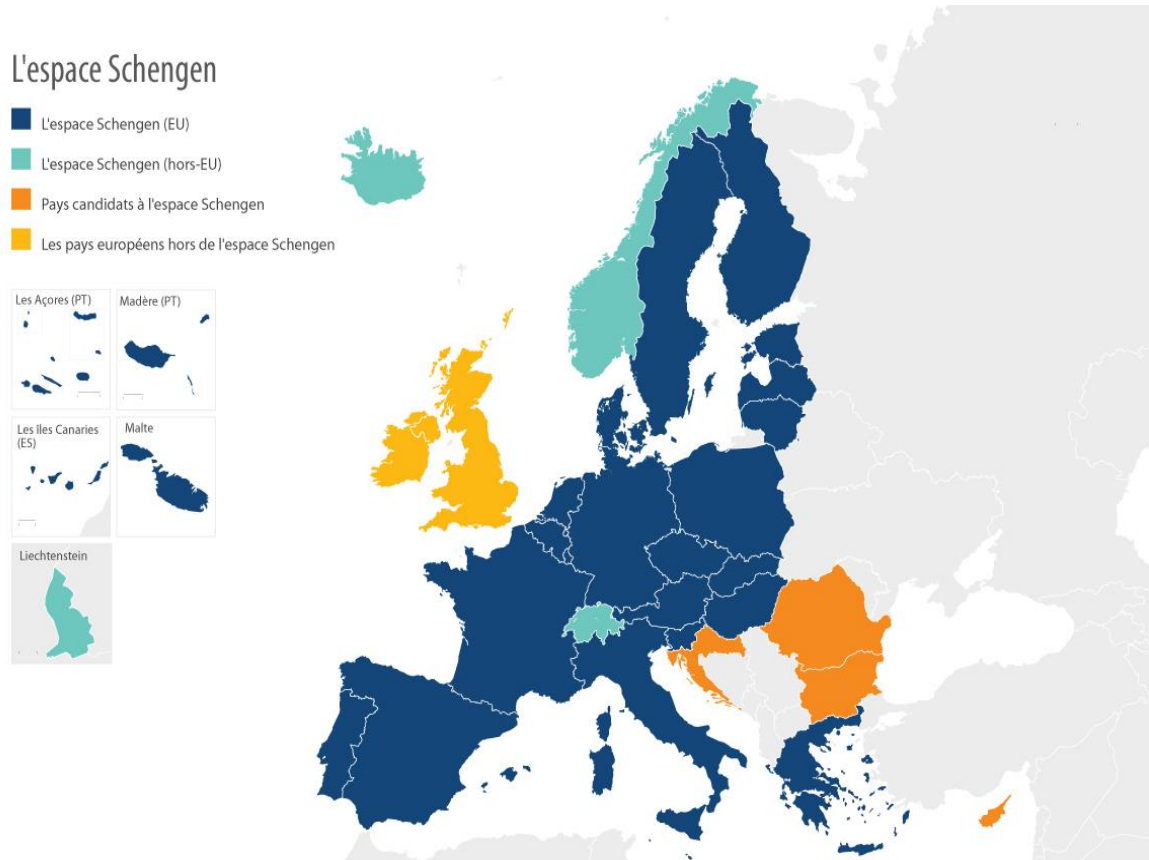 L'espace Schengen
L'espace Schengen (EU)
L'espace Schengen (hors-EU)
Pays candidats à l'espace Schengen
Les pays européens hors de l'espace Schengen
Les Açores (PT)
Madère (PT)
Les îles Canaries
(ES)
Malte
Liechtenstein